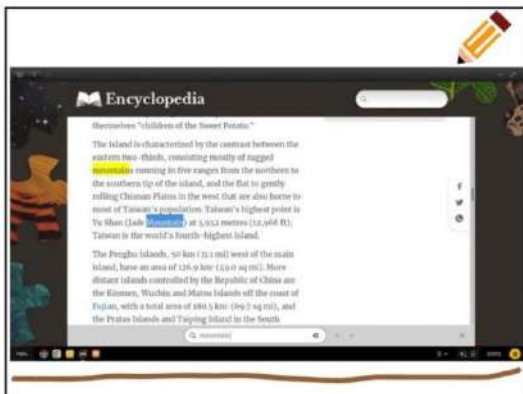 Encyclopedia
themselves "children of the Sweet Potato."
The island is characterized by the contrast between the
eastern two-thirds, consisting mostly of rugged
mountains running in five ranges from the northern to
the southern tip of the island, and the flat to gently
rolling Chianan Plains in the west that are also home to
most of Taiwan's population. Taiwan's highest point is
Yu Shan (Jade Mountain) at 3,952 metres (12,966 ft);
Taiwan is the world's fourth-highest island.
The Penghu Islands, 50 km (31.1 mi) west of the main
island, have an area of 126.9 km² (49.0 sq mi). More
distant islands controlled by the Republic of China are
the Kinmen, Wuchiu and Matsu Islands off the coast of
Fujian, with a total area of 180.5 km² (69.7 sq mi), and
the Pratas Islands and Taiping Island in the South
mountain